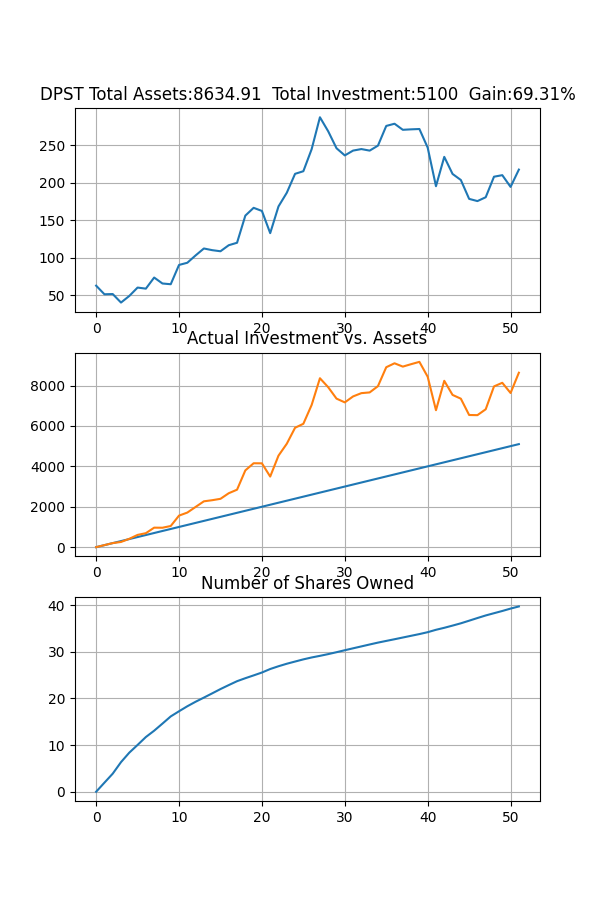 DPST Total Assets:8634.91  Total Investment:5100  Gain:69.31%
250
200
150
100
50
0 10 20 30 40 50
Actual Investment vs. Assets
8000
6000
4000
2000
0
0 10 20 30 40 50
Number of Shares Owned
40
30
20
10
0
0 10 20 30 40 50